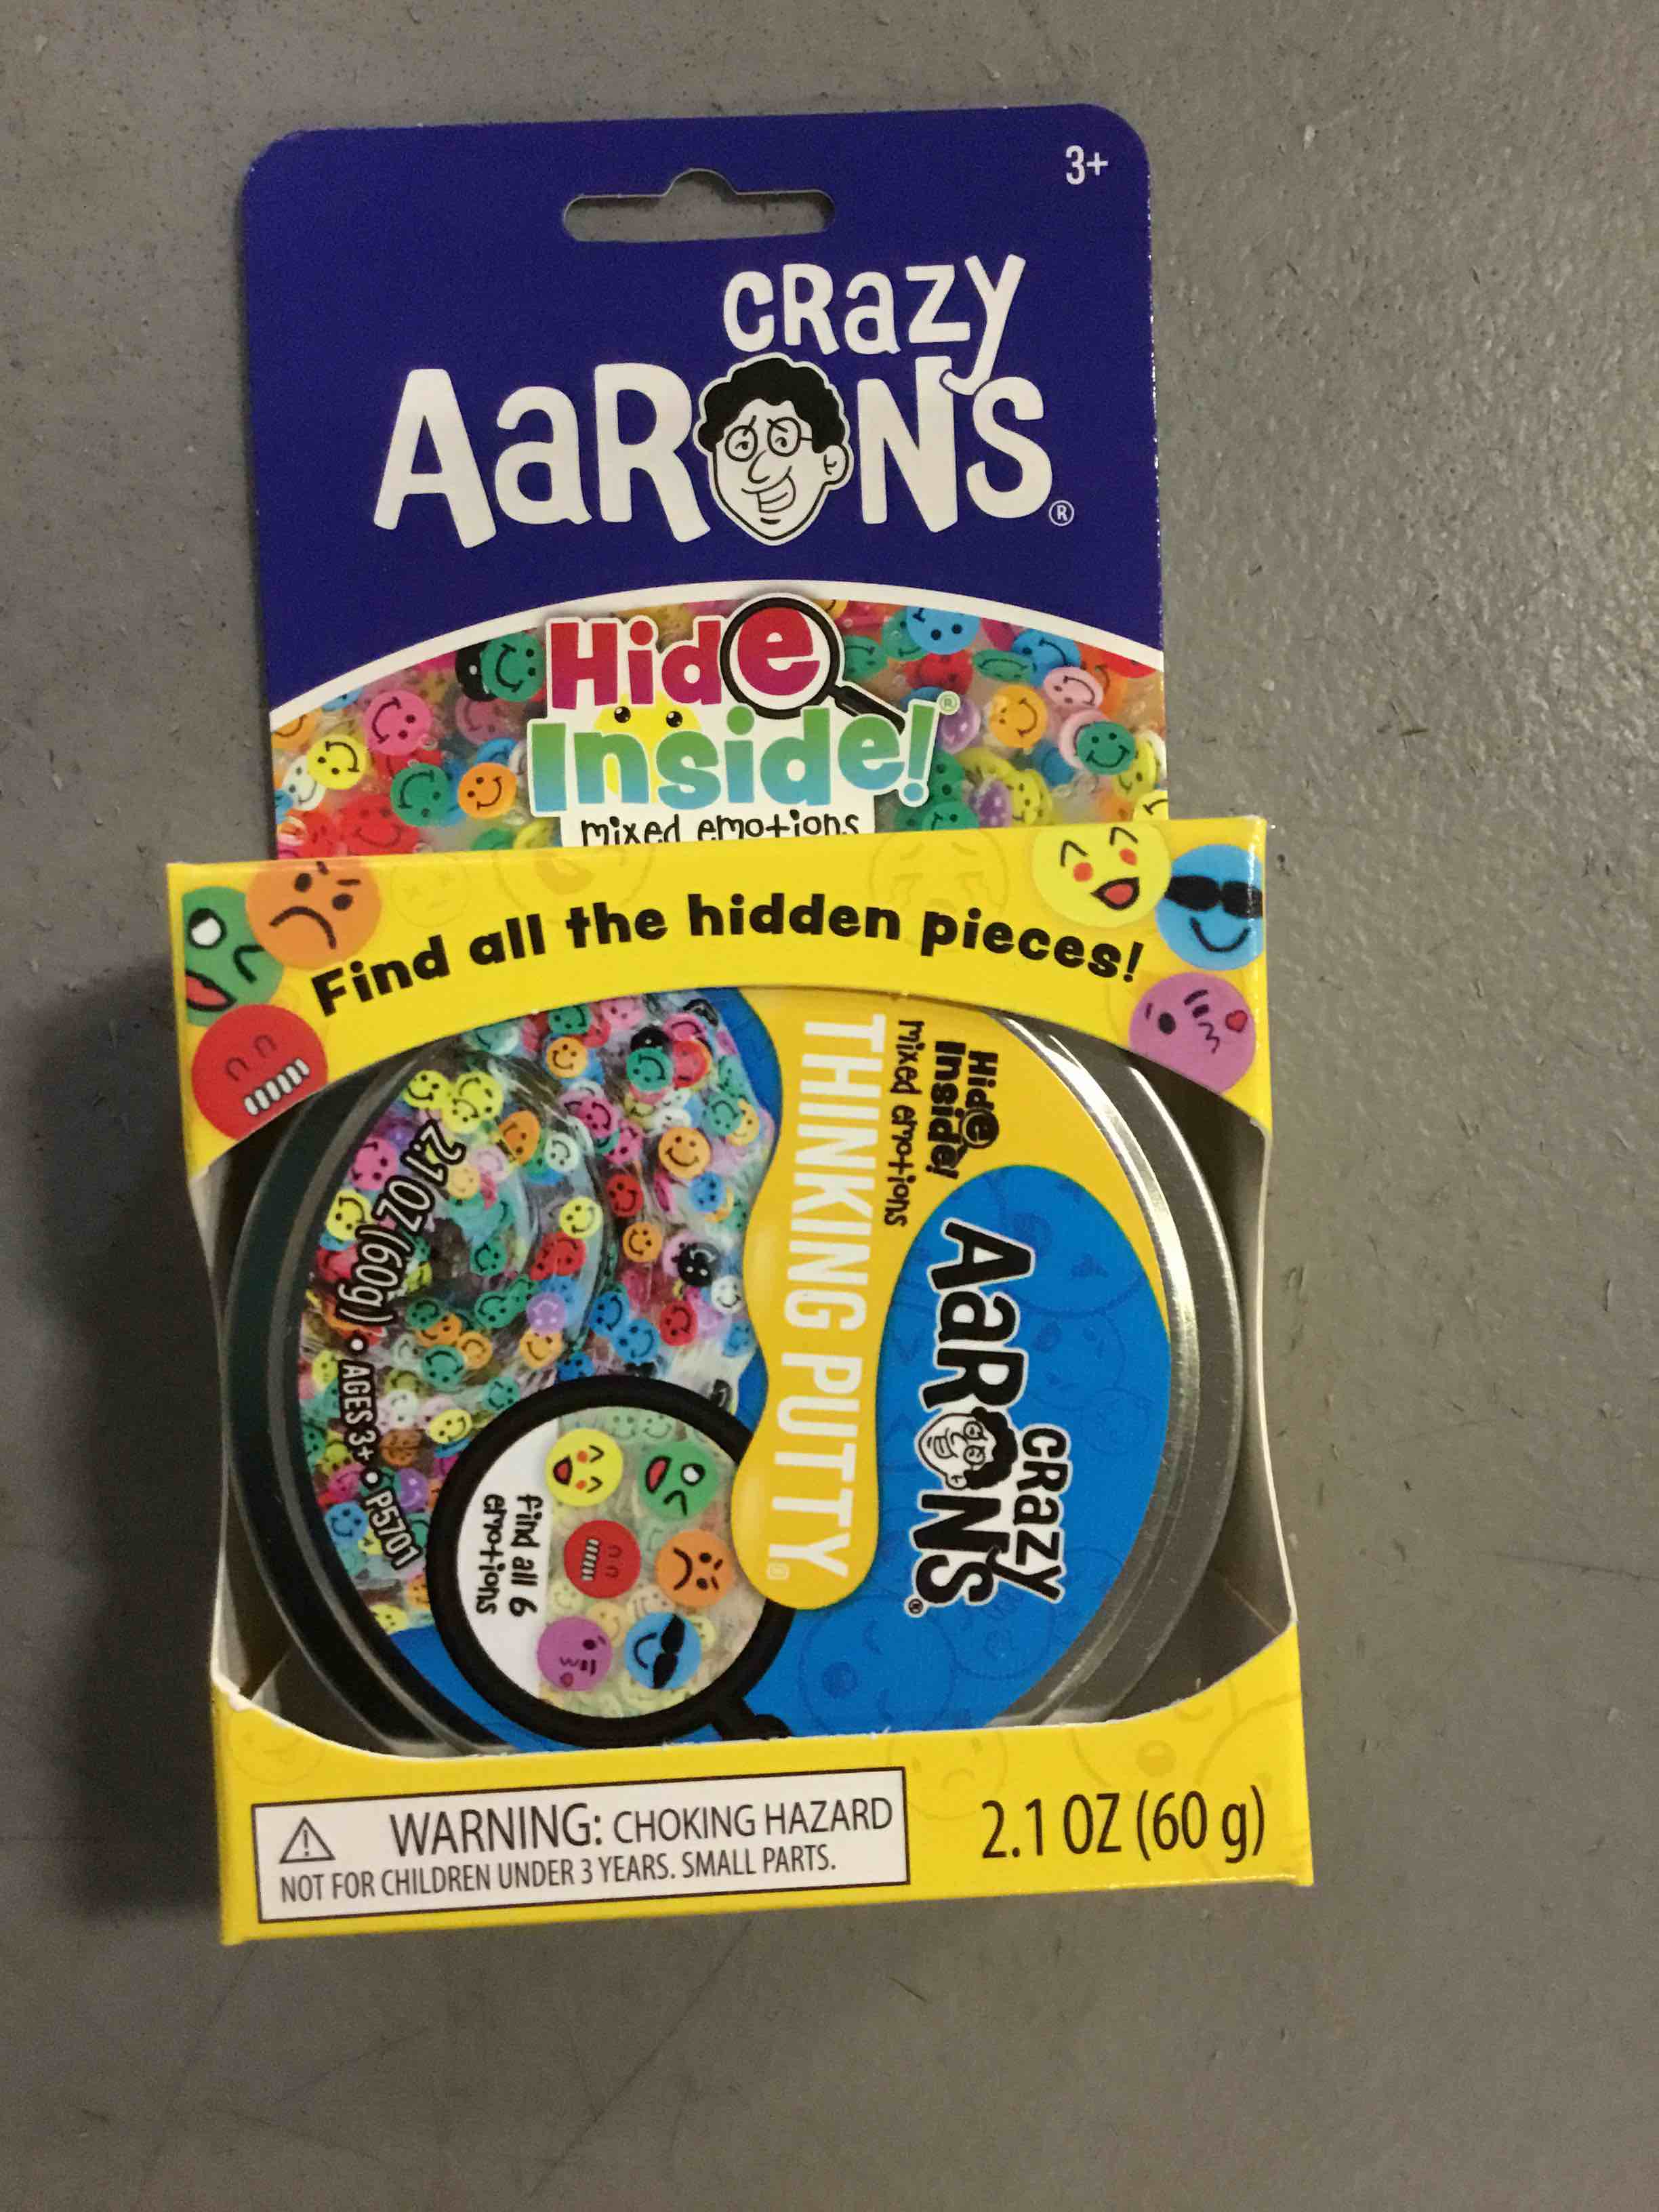 3+
CRazy
AaRON'S®
Hide
Inside!®
mixed emotions
Find all the hidden pieces!
CRazy
AaRON'S®
Hide
Inside!
mixed emotions
THINKING PUTTY®
Find all 6
emotions
2.1 OZ (60g) • AGES 3+ • P5701
WARNING: CHOKING HAZARD
NOT FOR CHILDREN UNDER 3 YEARS. SMALL PARTS.
2.1 OZ (60 g)